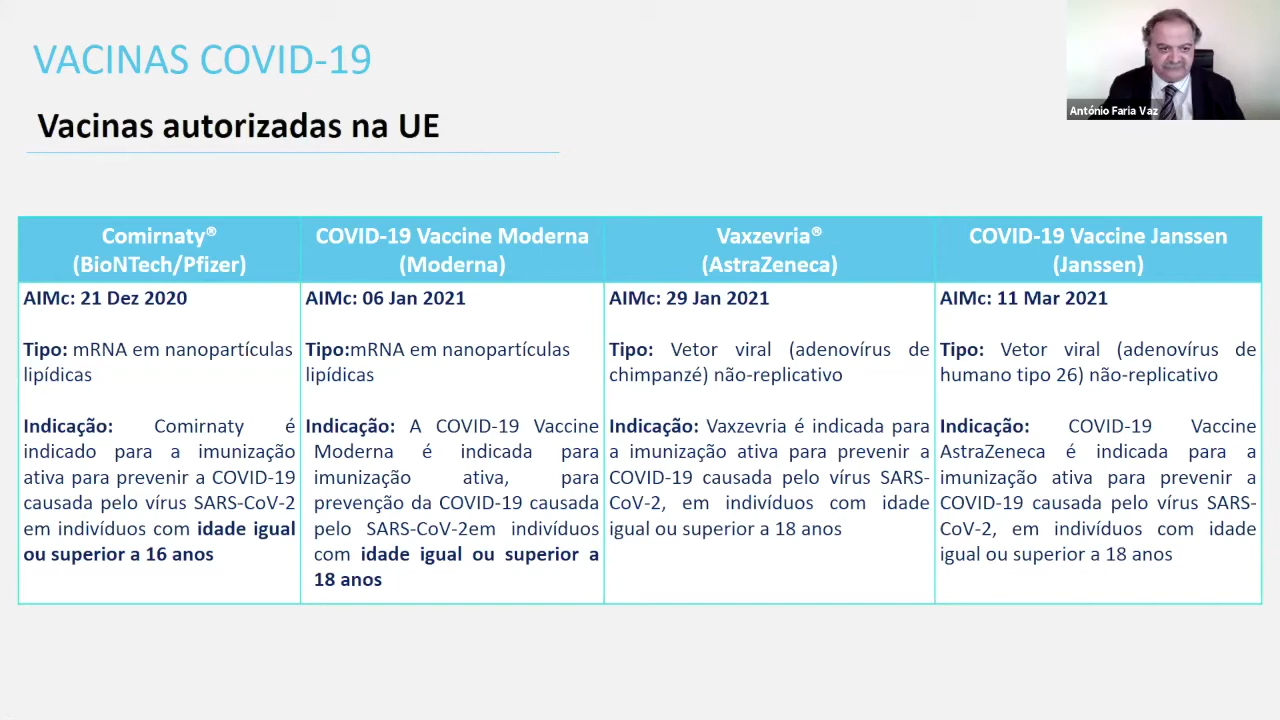 VACINAS COVID-19
António Faria Vaz
Vacinas autorizadas na UE
Comirnaty®
(BioNTech/Pfizer)
AIMc: 21 Dez 2020
Tipo: mRNA em nanopartículas
lipídicas
Indicação: Comirnaty é
indicado para a imunização
ativa para prevenir a COVID-19
causada pelo vírus SARS-CoV-2
em indivíduos com idade igual
ou superior a 16 anos
COVID-19 Vaccine Moderna
(Moderna)
AIMc: 06 Jan 2021
Tipo:mRNA em nanopartículas
lipídicas
Indicação: A COVID-19 Vaccine
Moderna é indicada para
imunização ativa, para
prevenção da COVID-19 causada
pelo SARS-CoV-2em indivíduos
com idade igual ou superior a
18 anos
Vaxzevria®
(AstraZeneca)
AIMc: 29 Jan 2021
Tipo: Vetor viral (adenovírus de
chimpanzé) não-replicativo
Indicação: Vaxzevria é indicada para
a imunização ativa para prevenir a
COVID-19 causada pelo vírus SARS-
CoV-2, em indivíduos com idade
igual ou superior a 18 anos
COVID-19 Vaccine Janssen
(Janssen)
AIMc: 11 Mar 2021
Tipo: Vetor viral (adenovírus de
humano tipo 26) não-replicativo
Indicação: COVID-19 Vaccine
AstraZeneca é indicada para a
imunização ativa para prevenir a
COVID-19 causada pelo vírus SARS-
CoV-2, em indivíduos com idade
igual ou superior a 18 anos